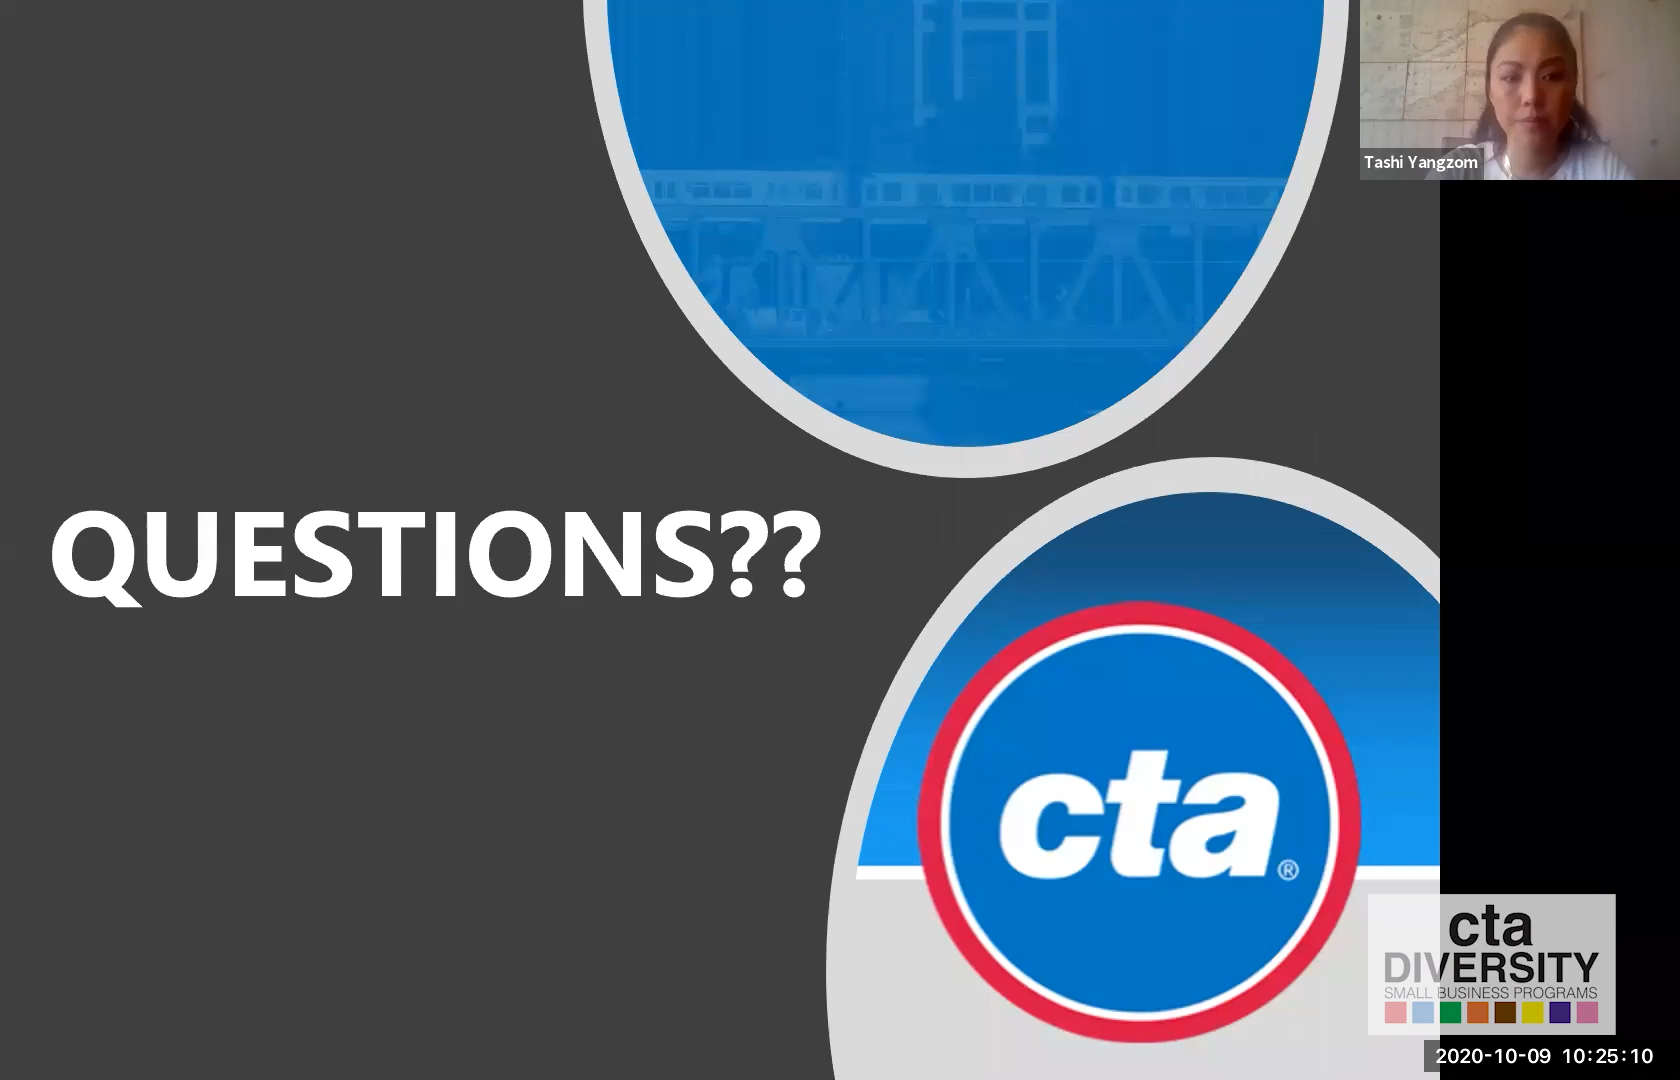 Tashi Yangzom
QUESTIONS??
cta®
cta
DIVERSITY
SMALL BUSINESS PROGRAMS
2020-10-09 10:25:10